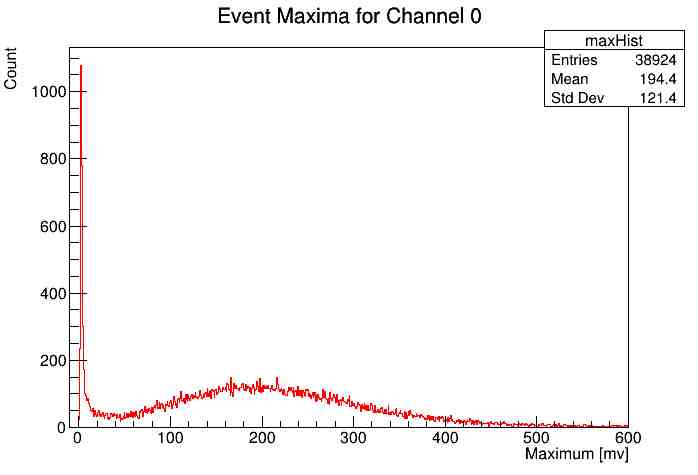 Event Maxima for Channel 0
maxHist
Entries 38924
Mean 194.4
Std Dev 121.4
Count
1000
800
600
400
200
0
0 100 200 300 400 500 600
Maximum [mv]